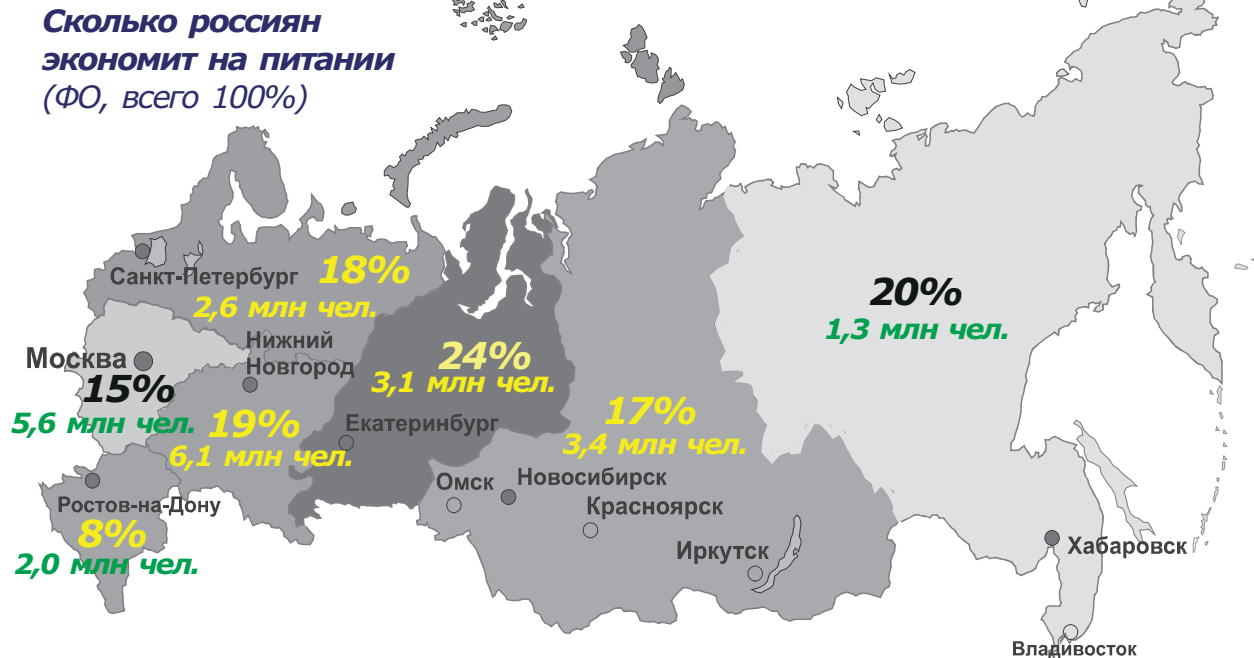 Сколько россиян
экономит на питании
(ФО, всего 100%)
Санкт-Петербург
18%
2,6 млн чел.
20%
1,3 млн чел.
Нижний
Новгород
Москва
15%
5,6 млн чел.
24%
3,1 млн чел.
19%
6,1 млн чел.
Екатеринбург
17%
3,4 млн чел.
Омск
Новосибирск
Красноярск
Ростов-на-Дону
8%
2,0 млн чел.
Иркутск
Хабаровск
Владивосток